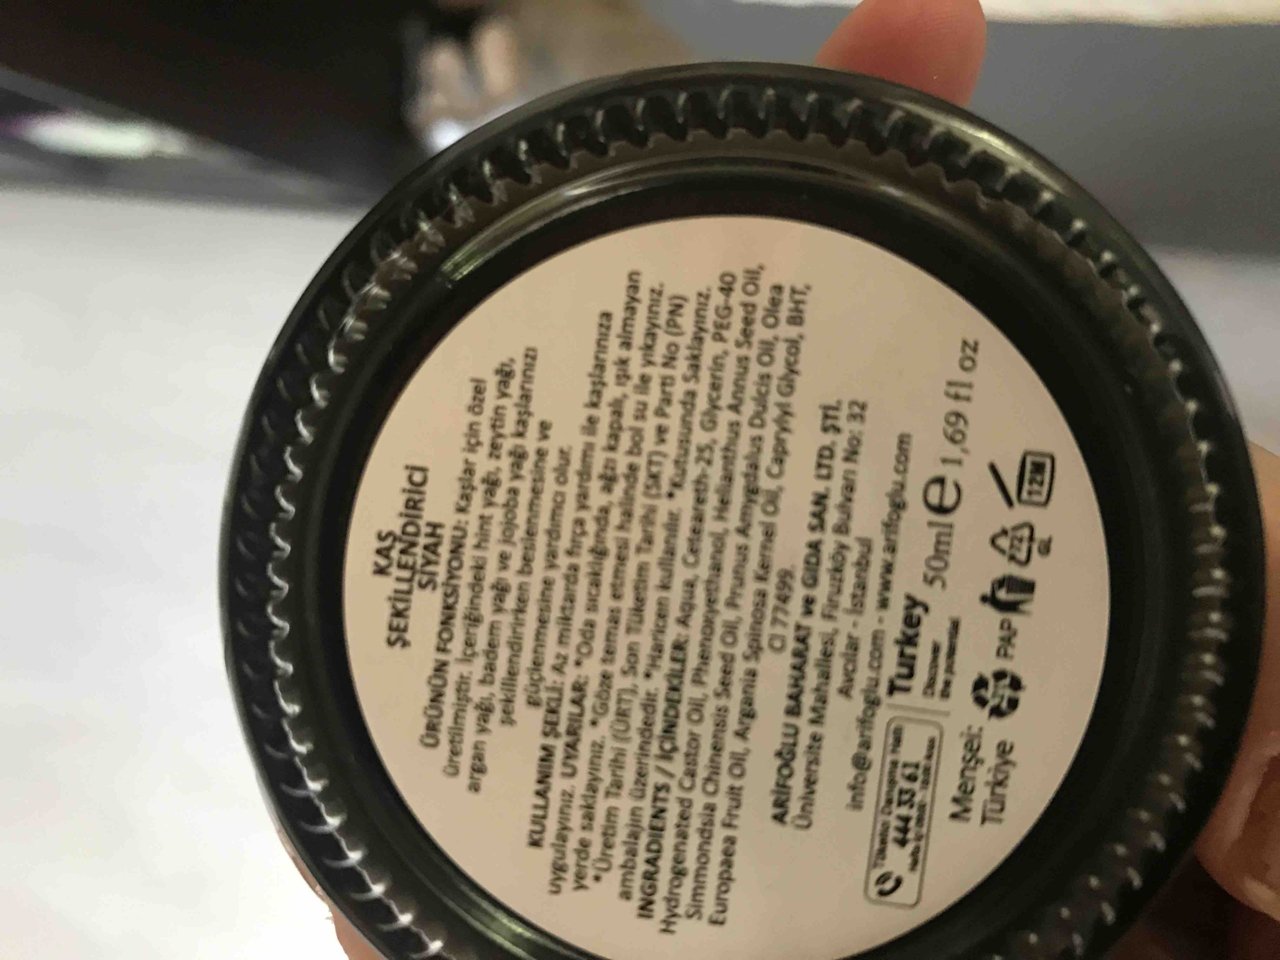 KAŞ
ŞEKİLLENDİRİCİ
SİYAH
ÜRÜNÜN FONKSİYONU: Kaşlar için özel
üretilmiştir. İçeriğindeki hint yağı, zeytin yağı,
argan yağı, badem yağı ve jojoba yağı kaşlarınızı
şekillendirirken beslenmesine ve
güçlenmesine yardımcı olur.
KULLANIM ŞEKLİ: Az miktarda fırça yardımı ile kaşlarınıza
uygulayınız. UYARILAR: *Oda sıcaklığında, ağzı kapalı, ışık almayan
yerde saklayınız. *Göze temas etmesi halinde bol su ile yıkayınız.
*Üretim Tarihi (ÜRT), Son Tüketim Tarihi (SKT) ve Parti No (PN)
ambalajın üzerindedir. *Haricen kullanılır. *Kutusunda Saklayınız.
INGRADIENTS / İÇİNDEKİLER: Aqua, Ceteareth-25, Glycerin, PEG-40
Hydrogenated Castor Oil, Phenoxyethanol, Helianthus Annus Seed Oil,
Simmondsia Chinensis Seed Oil, Prunus Amygdalus Dulcis Oil, Olea
Europaea Fruit Oil, Argania Spinosa Kernel Oil, Caprylyl Glycol, BHT,
CI 77499.
ARİFOĞLU BAHARAT ve GIDA SAN. LTD. ŞTİ.
Üniversite Mahallesi, Firuzköy Bulvarı No: 32
Avcılar - İstanbul
info@arifoglu.com - www.arifoglu.com
Tüketici Danışma Hattı
444 33 61
Turkey
Discover
the potential
50ml e 1,69 fl oz
Menşei:
Türkiye
PAP
72
GL
12M